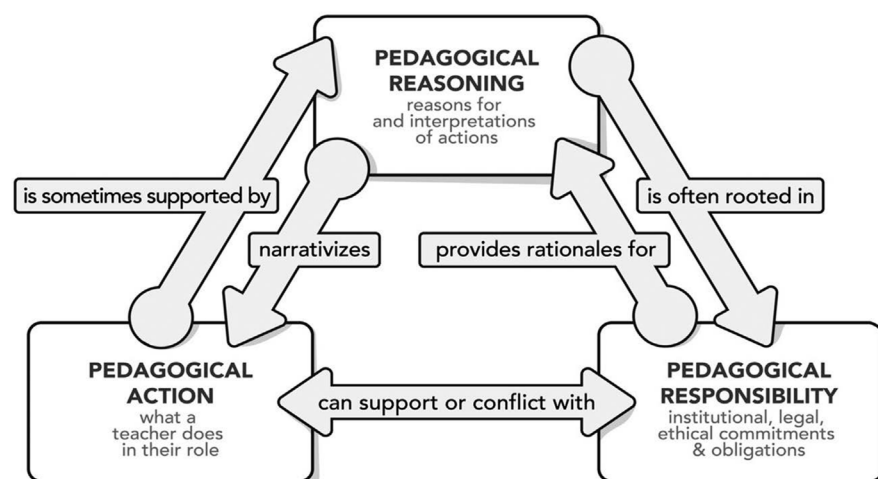 PEDAGOGICAL
REASONING
reasons for
and interpretations
of actions
is sometimes supported by
is often rooted in
narrativizes
provides rationales for
PEDAGOGICAL
ACTION
what a
teacher does
in their role
can support or conflict with
PEDAGOGICAL
RESPONSIBILITY
institutional, legal,
ethical commitments
& obligations